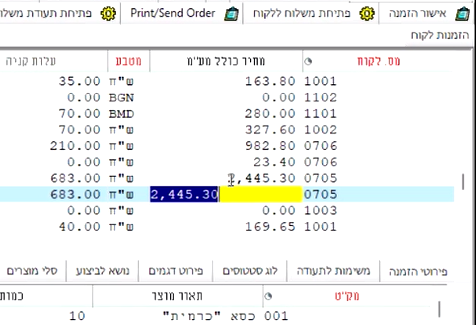 אישור הזמנה פתיחת משלוח ללקוח Print/Send Order פתיחת תעודת משלו
הזמנות לקוח
מס. לקוח מחיר כולל מע"מ מטבע עלות קניה
1001 163.80 ש"ח 35.00
1102 0.00 BGN 0.00
1101 280.00 BMD 70.00
1002 327.60 ש"ח 70.00
0706 982.80 ש"ח 210.00
0706 23.40 ש"ח 0.00
0705 2,445.30 ש"ח 683.00
0705 2,445.30 ש"ח 683.00
1003 0.00 ש"ח 0.00
1001 169.65 ש"ח 40.00
פירוטי הזמנה משימות לתעודה לוג סטטוסים פירוט דגמים נושא לביצוע סלי מוצרים
מק"ט תאור מוצר כמות
001 כסא "כרמית" 10